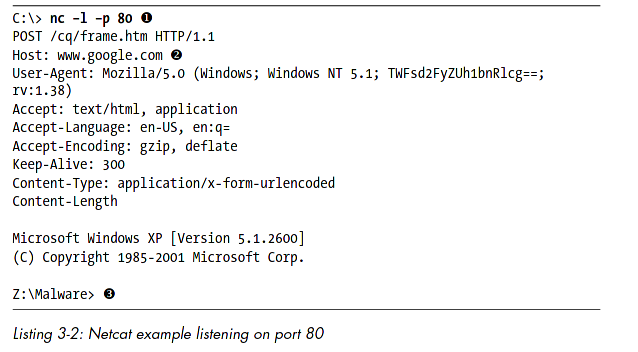 C:\> nc –l –p 80 ❶
POST /cq/frame.htm HTTP/1.1
Host: www.google.com ❷
User-Agent: Mozilla/5.0 (Windows; Windows NT 5.1; TWFsd2FyZUh1bnRlcg==;
rv:1.38)
Accept: text/html, application
Accept-Language: en-US, en:q=
Accept-Encoding: gzip, deflate
Keep-Alive: 300
Content-Type: application/x-form-urlencoded
Content-Length
Microsoft Windows XP [Version 5.1.2600]
(C) Copyright 1985-2001 Microsoft Corp.
Z:\Malware> ❸
Listing 3-2: Netcat example listening on port 80